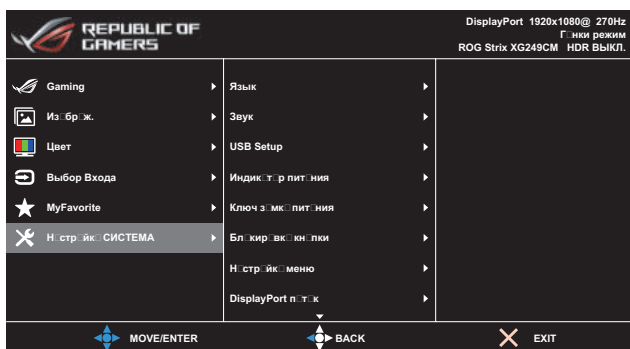 REPUBLIC OF
GAMERS
DisplayPort 1920x1080@ 270Hz
Г□нки режим
ROG Strix XG249CM HDR ВЫКЛ.
Gaming
Из□бр□ж.
Цвет
Выбор Входа
MyFavorite
Н□стр□йк□ СИСТЕМА
Язык
Звук
USB Setup
Индик□т□р пит□ния
Ключ з□мк□ пит□ния
Бл□кир□вк□ кн□пки
Н□стр□йк□ меню
DisplayPort п□т□к
MOVE/ENTER
BACK
EXIT